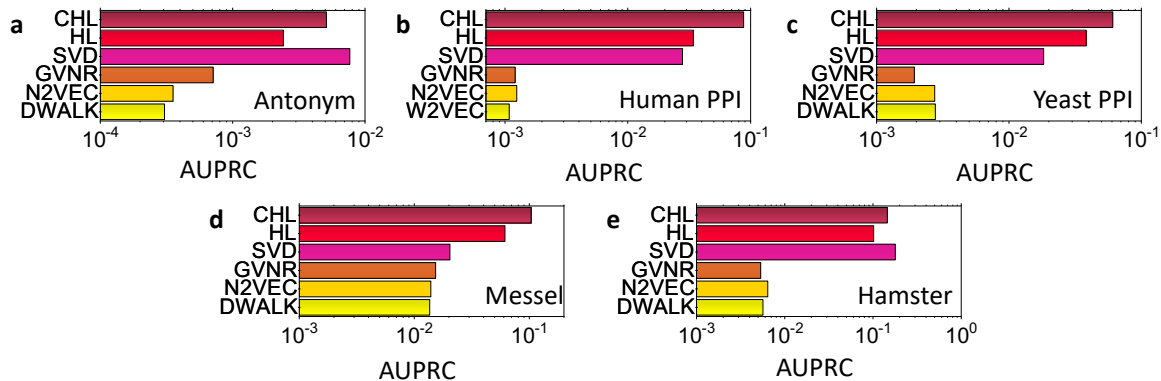 a
CHL
HL
SVD
GVNR
N2VEC
DWALK
Antonym
10⁻⁴ 10⁻³ 10⁻²
AUPRC
b
CHL
HL
SVD
GVNR
N2VEC
W2VEC
Human PPI
10⁻³ 10⁻² 10⁻¹
AUPRC
c
CHL
HL
SVD
GVNR
N2VEC
DWALK
Yeast PPI
10⁻³ 10⁻² 10⁻¹
AUPRC
d
CHL
HL
SVD
GVNR
N2VEC
DWALK
Messel
10⁻³ 10⁻² 10⁻¹
AUPRC
e
CHL
HL
SVD
GVNR
N2VEC
DWALK
Hamster
10⁻³ 10⁻² 10⁻¹ 10⁰
AUPRC